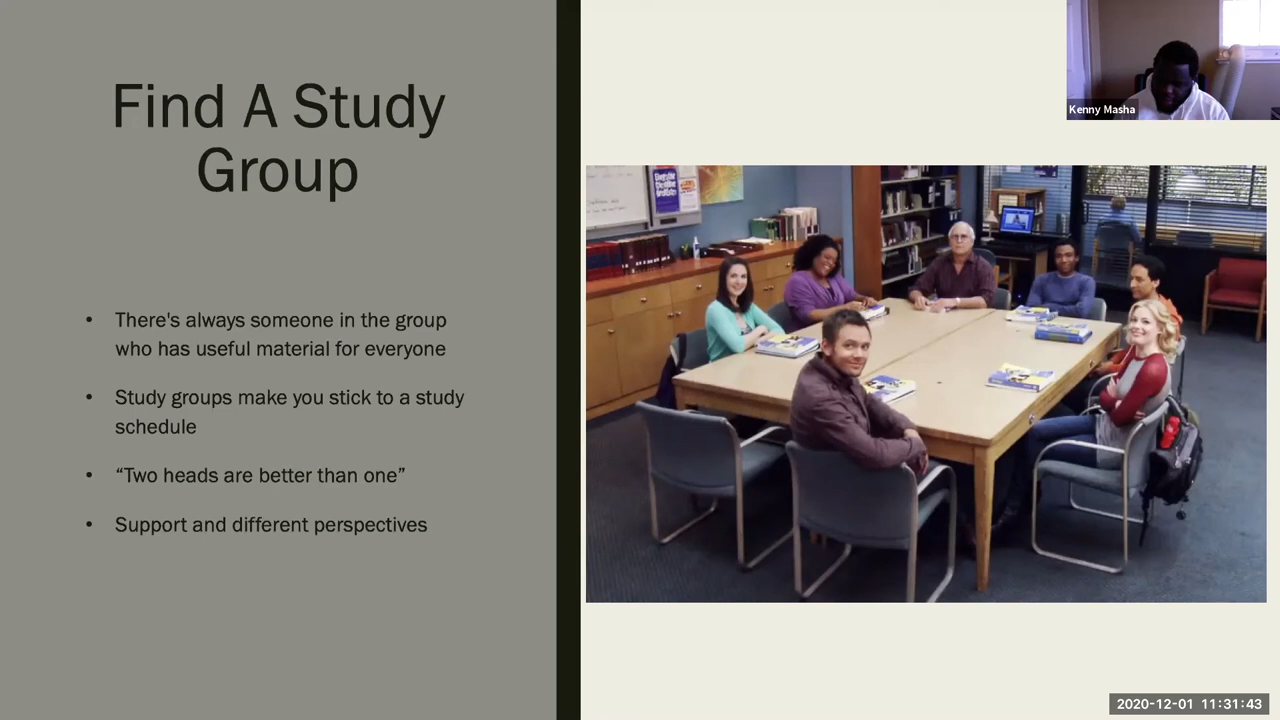 Find A Study
Group
• There's always someone in the group
who has useful material for everyone
• Study groups make you stick to a study
schedule
• “Two heads are better than one”
• Support and different perspectives
Kenny Masha
2020-12-01 11:31:43